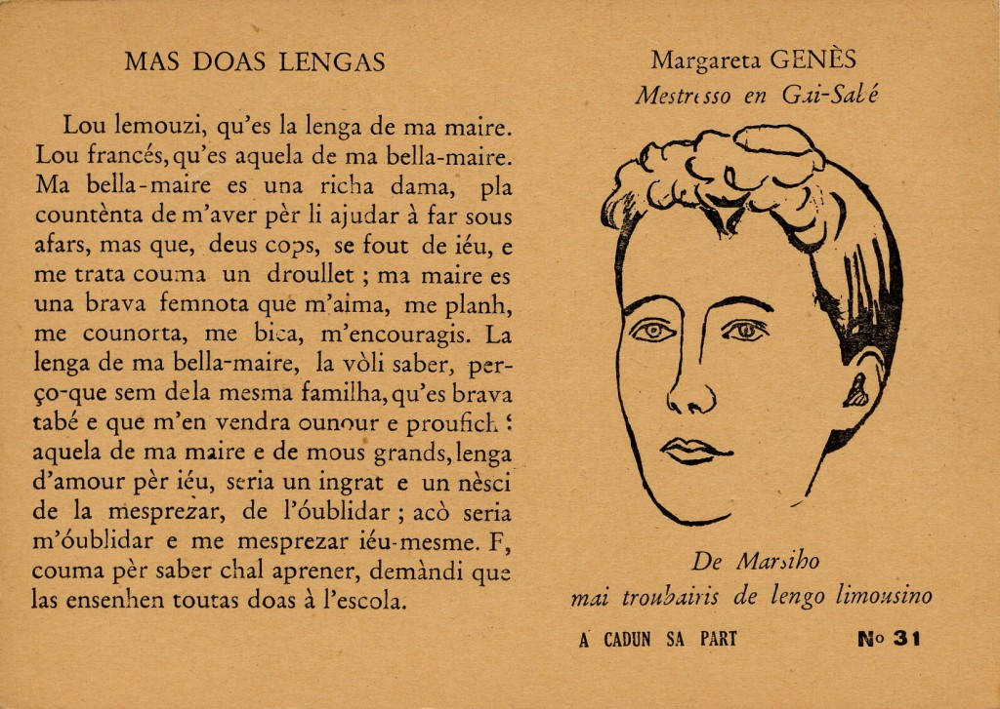 MAS DOAS LENGAS
Lou lemouzi, qu'es la lenga de ma maire.
Lou francés, qu'es aquela de ma bella-maire.
Ma bella-maire es una richa dama, pla
countènta de m'aver pèr li ajudar à far sous
afars, mas que, deus cops, se fout de iéu, e
me trata couma un droullet ; ma maire es
una brava femnota que m'aima, me planh,
me counorta, me bica, m'encouragis. La
lenga de ma bella-maire, la vòli saber, per-
ço-que sem dela mesma familha, qu'es brava
tabé e que m'en vendra ounour e proufich :
aquela de ma maire e de mous grands, lenga
d'amour pèr iéu, seria un ingrat e un nèsci
de la mesprezar, de l'óublidar ; acò seria
m'óublidar e me mesprezar iéu-mesme. E,
couma pèr saber chal aprener, demàndi que
las ensenhen toutas doas à l'escola.
Margareta GENÈS
Mestresso en Gai-Sabé
De Marsiho
mai troubairis de lengo limousino
A CADUN SA PART
No 31